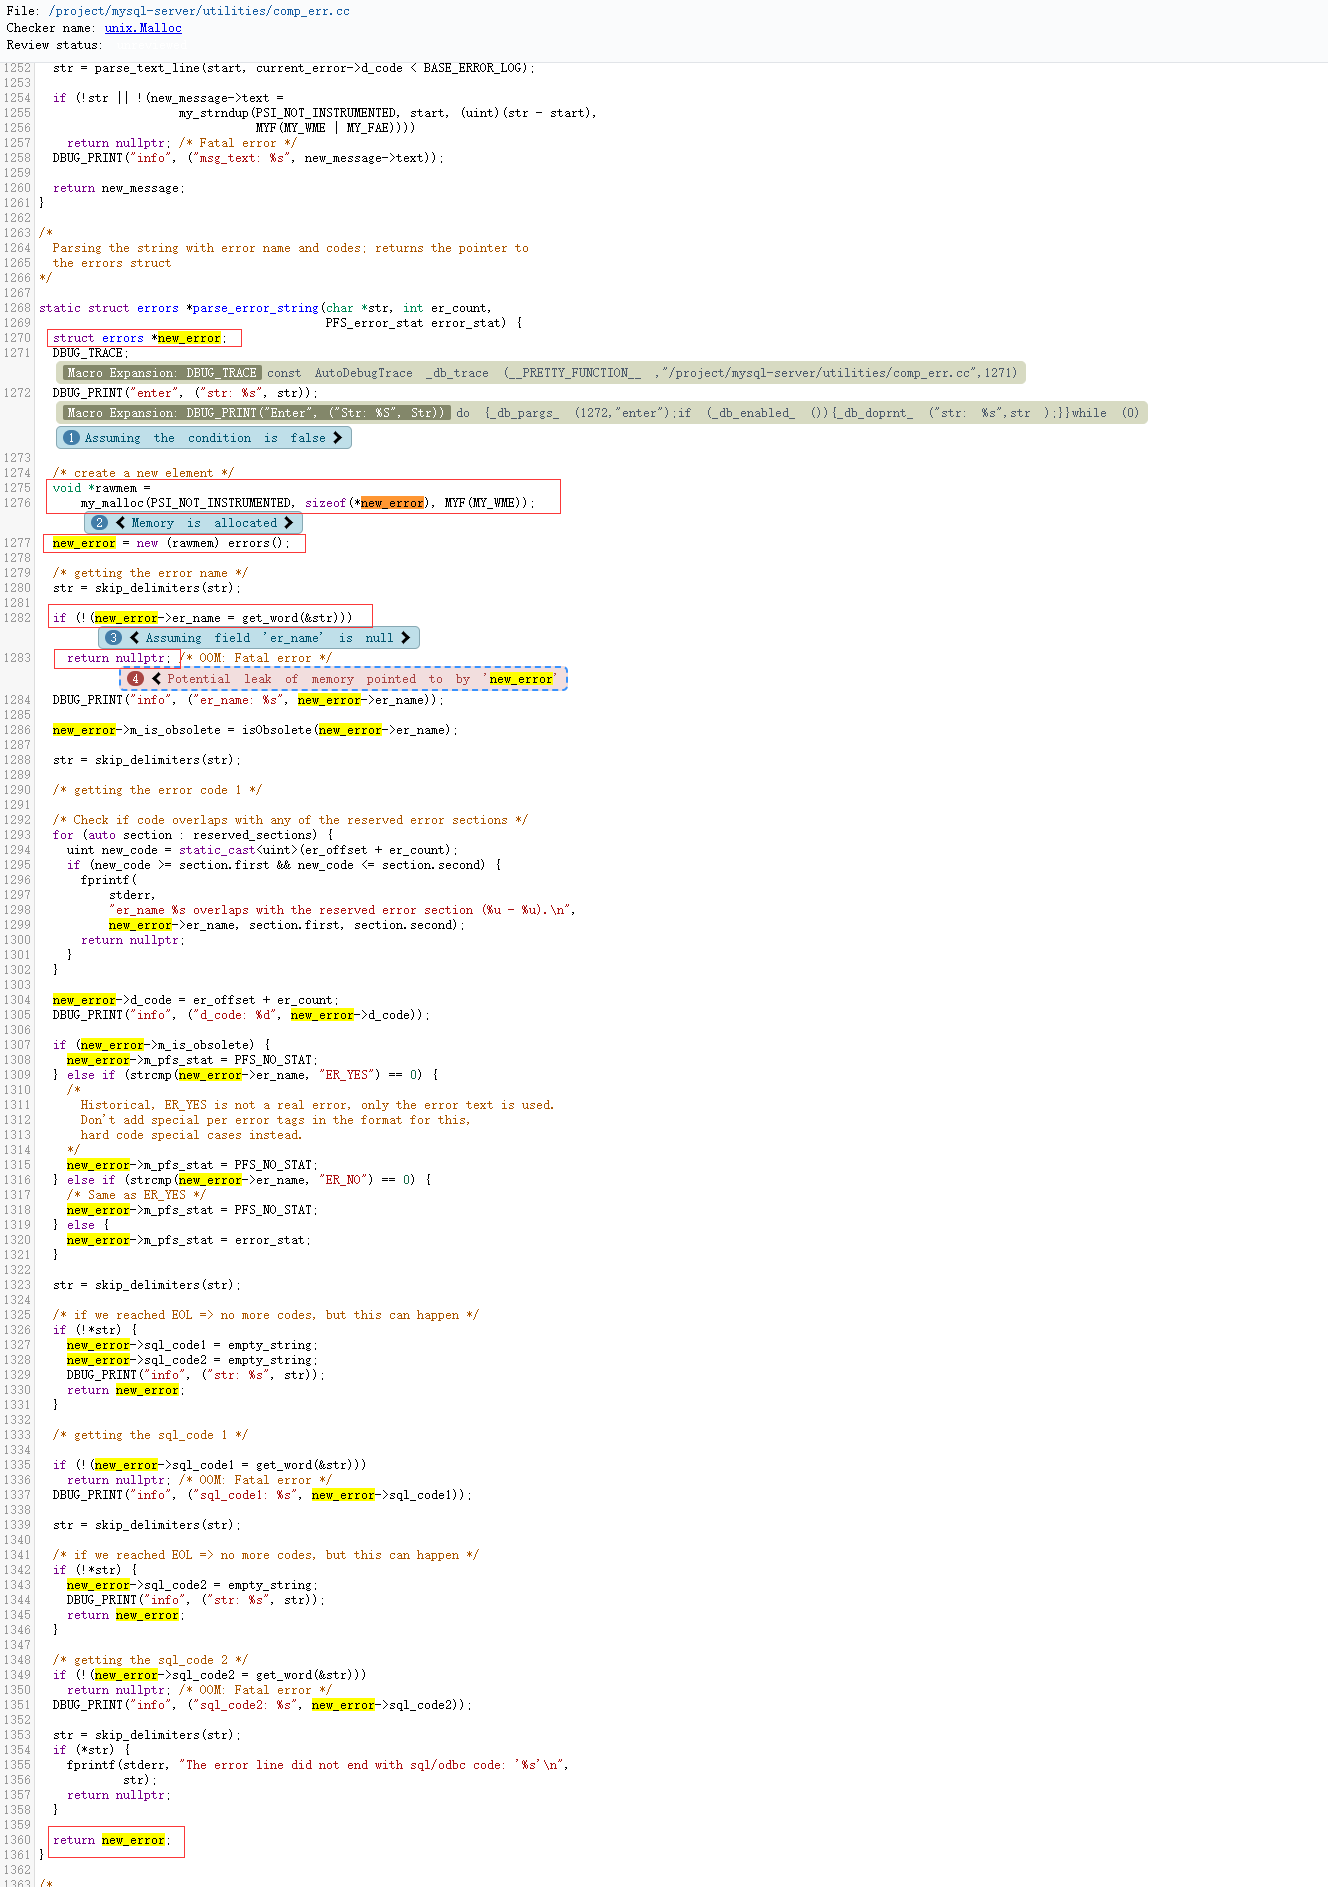 File: /project/mysql-server/utilities/comp_err.cc
Checker name: unix.Malloc
Review status:
1252 str = parse_text_line(start, current_error->d_code < BASE_ERROR_LOG);
1253
1254 if (!str || !(new_message->text =
1255 my_strndup(PSI_NOT_INSTRUMENTED, start, (uint)(str - start),
1256 MYF(MY_WME | MY_FAE))))
1257 return nullptr; /* Fatal error */
1258 DBUG_PRINT("info", ("msg_text: %s", new_message->text));
1259
1260 return new_message;
1261 }
1262
1263 /*
1264 Parsing the string with error name and codes; returns the pointer to
1265 the errors struct
1266 */
1267
1268 static struct errors *parse_error_string(char *str, int er_count,
1269 PFS_error_stat error_stat) {
1270 struct errors *new_error;
1271 DBUG_TRACE;
Macro Expansion: DBUG_TRACE const AutoDebugTrace _db_trace (__PRETTY_FUNCTION__ ,"/project/mysql-server/utilities/comp_err.cc",1271)
1272 DBUG_PRINT("enter", ("str: %s", str));
Macro Expansion: DBUG_PRINT("Enter", ("Str: %S", Str)) do {_db_pargs_ (1272,"enter");if (_db_enabled_ ()){_db_doprnt_ ("str: %s",str );}}while (0)
1 Assuming the condition is false >
1273
1274 /* create a new element */
1275 void *rawmem =
1276 my_malloc(PSI_NOT_INSTRUMENTED, sizeof(*new_error), MYF(MY_WME));
2 < Memory is allocated >
1277 new_error = new (rawmem) errors();
1278
1279 /* getting the error name */
1280 str = skip_delimiters(str);
1281
1282 if (!(new_error->er_name = get_word(&str)))
3 < Assuming field 'er_name' is null >
1283 return nullptr; /* OOM: Fatal error */
4 < Potential leak of memory pointed to by 'new_error'
1284 DBUG_PRINT("info", ("er_name: %s", new_error->er_name));
1285
1286 new_error->m_is_obsolete = isObsolete(new_error->er_name);
1287
1288 str = skip_delimiters(str);
1289
1290 /* getting the error code 1 */
1291
1292 /* Check if code overlaps with any of the reserved error sections */
1293 for (auto section : reserved_sections) {
1294 uint new_code = static_cast<uint>(er_offset + er_count);
1295 if (new_code >= section.first && new_code <= section.second) {
1296 fprintf(
1297 stderr,
1298 "er_name %s overlaps with the reserved error section (%u - %u).\n",
1299 new_error->er_name, section.first, section.second);
1300 return nullptr;
1301 }
1302 }
1303
1304 new_error->d_code = er_offset + er_count;
1305 DBUG_PRINT("info", ("d_code: %d", new_error->d_code));
1306
1307 if (new_error->m_is_obsolete) {
1308 new_error->m_pfs_stat = PFS_NO_STAT;
1309 } else if (strcmp(new_error->er_name, "ER_YES") == 0) {
1310 /*
1311 Historical, ER_YES is not a real error, only the error text is used.
1312 Don't add special per error tags in the format for this,
1313 hard code special cases instead.
1314 */
1315 new_error->m_pfs_stat = PFS_NO_STAT;
1316 } else if (strcmp(new_error->er_name, "ER_NO") == 0) {
1317 /* Same as ER_YES */
1318 new_error->m_pfs_stat = PFS_NO_STAT;
1319 } else {
1320 new_error->m_pfs_stat = error_stat;
1321 }
1322
1323 str = skip_delimiters(str);
1324
1325 /* if we reached EOL => no more codes, but this can happen */
1326 if (!*str) {
1327 new_error->sql_code1 = empty_string;
1328 new_error->sql_code2 = empty_string;
1329 DBUG_PRINT("info", ("str: %s", str));
1330 return new_error;
1331 }
1332
1333 /* getting the sql_code 1 */
1334
1335 if (!(new_error->sql_code1 = get_word(&str)))
1336 return nullptr; /* OOM: Fatal error */
1337 DBUG_PRINT("info", ("sql_code1: %s", new_error->sql_code1));
1338
1339 str = skip_delimiters(str);
1340
1341 /* if we reached EOL => no more codes, but this can happen */
1342 if (!*str) {
1343 new_error->sql_code2 = empty_string;
1344 DBUG_PRINT("info", ("str: %s", str));
1345 return new_error;
1346 }
1347
1348 /* getting the sql_code 2 */
1349 if (!(new_error->sql_code2 = get_word(&str)))
1350 return nullptr; /* OOM: Fatal error */
1351 DBUG_PRINT("info", ("sql_code2: %s", new_error->sql_code2));
1352
1353 str = skip_delimiters(str);
1354 if (*str) {
1355 fprintf(stderr, "The error line did not end with sql/odbc code: '%s'\n",
1356 str);
1357 return nullptr;
1358 }
1359
1360 return new_error;
1361 }
1362
1363 /*